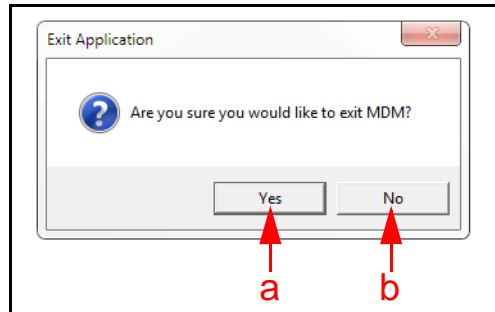 Exit Application
Are you sure you would like to exit MDM?
Yes No
a b